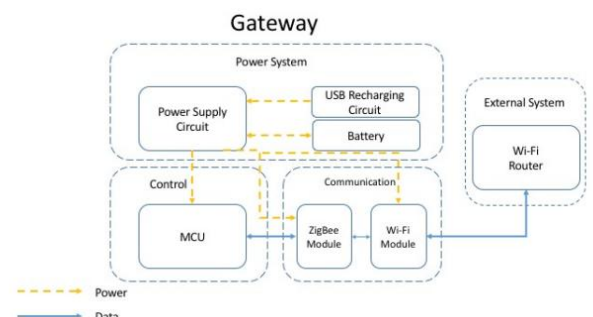 Gateway
Power System
Power Supply
Circuit
USB Recharging
Circuit
Battery
External System
Wi-Fi
Router
Control
MCU
Communication
ZigBee
Module
Wi-Fi
Module
Power
Data